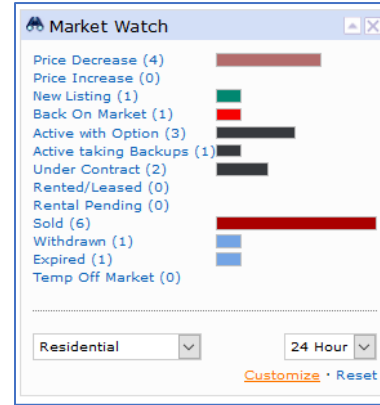 Market Watch
Price Decrease (4)
Price Increase (0)
New Listing (1)
Back On Market (1)
Active with Option (3)
Active taking Backups (1)
Under Contract (2)
Rented/Leased (0)
Rental Pending (0)
Sold (6)
Withdrawn (1)
Expired (1)
Temp Off Market (0)
Residential 24 Hour
Customize · Reset